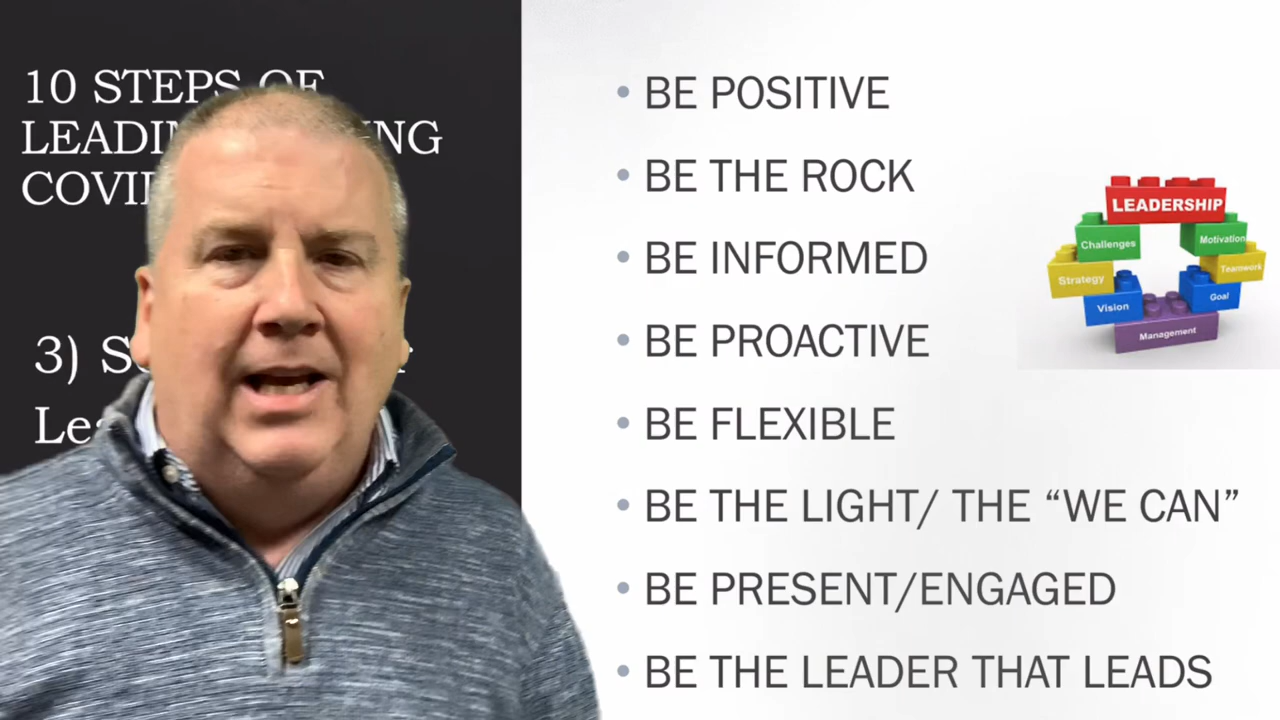 10 STEPS OF
NG
COVI
3)
Le
• BE POSITIVE
• BE THE ROCK
• BE INFORMED
• BE PROACTIVE
• BE FLEXIBLE
• BE THE LIGHT/ THE “WE CAN”
• BE PRESENT/ENGAGED
• BE THE LEADER THAT LEADS
LEADERSHIP
Challenges
Motivation
Strategy
Teamwork
Vision
Goal
Management